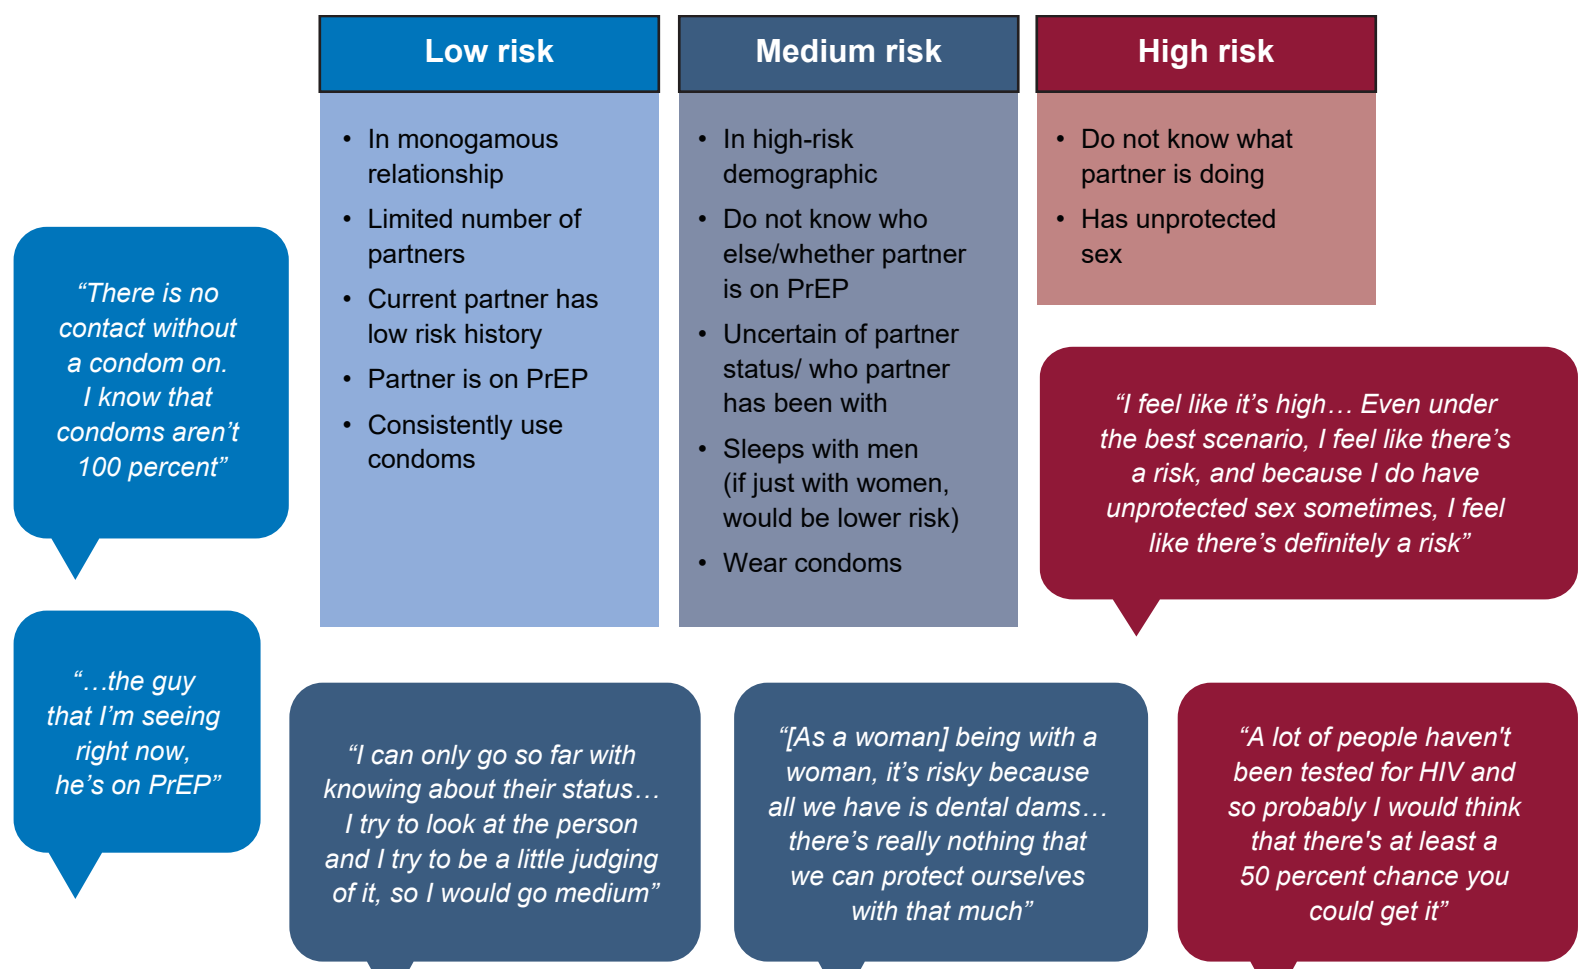 Low risk
• In monogamous
relationship
• Limited number of
partners
• Current partner has
low risk history
• Partner is on PrEP
• Consistently use
condoms
Medium risk
• In high-risk
demographic
• Do not know who
else/whether partner
is on PrEP
• Uncertain of partner
status/ who partner
has been with
• Sleeps with men
(if just with women,
would be lower risk)
• Wear condoms
High risk
• Do not know what
partner is doing
• Has unprotected
sex
“There is no
contact without
a condom on.
I know that
condoms aren’t
100 percent”
“I feel like it’s high… Even under
the best scenario, I feel like there’s
a risk, and because I do have
unprotected sex sometimes, I feel
like there’s definitely a risk”
“…the guy
that I’m seeing
right now,
he’s on PrEP”
“I can only go so far with
knowing about their status…
I try to look at the person
and I try to be a little judging
of it, so I would go medium”
“[As a woman] being with a
woman, it’s risky because
all we have is dental dams…
there’s really nothing that
we can protect ourselves
with that much”
“A lot of people haven't
been tested for HIV and
so probably I would think
that there's at least a
50 percent chance you
could get it”